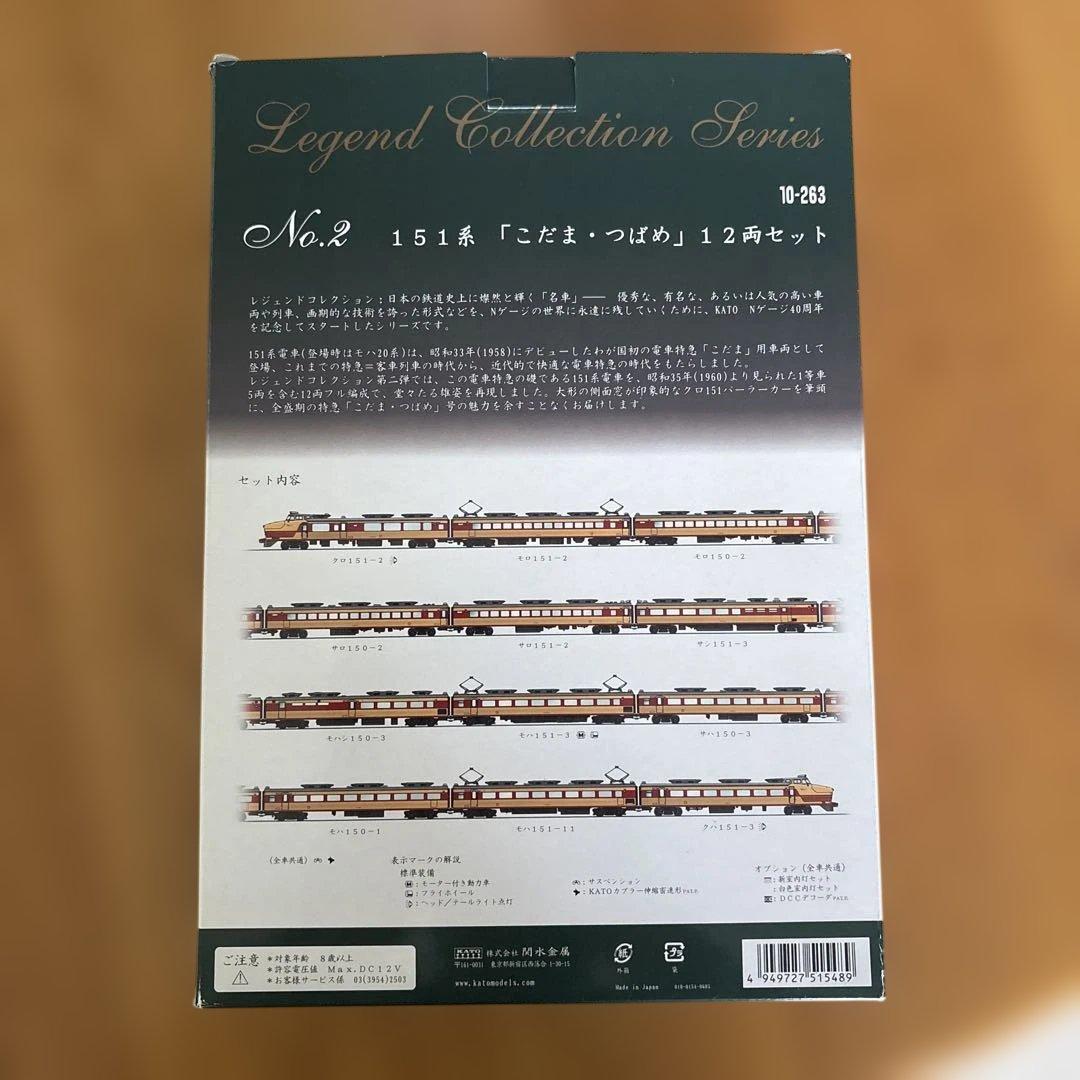 Legend Collection Series
10-263
No.2 151系 「こだま・つばめ」12両セット
レジェンドコレクション:日本の鉄道史上に燦然と輝く「名車」―― 優秀な、有名な、あるいは人気の高い車
両や列車、画期的な技術を誇った形式などを、Nゲージの世界に永遠に残していくために、KATO Nゲージ40周年
を記念してスタートしたシリーズです。
151系電車(登場時はモハ20系)は、昭和33年(1958)にデビューしたわが国初の電車特急「こだま」用車両として
登場、これまでの特急=客車列車の時代から、近代的で快適な電車特急の時代をもたらしました。
レジェンドコレクション第二弾では、この電車特急の礎である151系電車を、昭和35年(1960)より見られた1等車
5両を含む12両フル編成で、堂々たる雄姿を再現しました。大形の側面窓が印象的なクロ151パーラーカーを筆頭
に、全盛期の特急「こだま・つばめ」号の魅力を余すことなくお届けします。
セット内容
クロ151-2 モロ151-2 モロ150-2
サロ150-2 サロ151-2 サシ151-3
モハシ150-3 モハ151-3 サハ150-3
モハ150-1 モハ151-11 クハ151-3
(全車共通)
表示マークの解説
標準装備
:モーター付き動力車
:フライホイール
:ヘッド/テールライト点灯
:サスペンション
:KATOカプラー伸縮密連形PAT.P.
オプション(全車共通)
:新室内灯セット
:白色室内灯セット
:DCCデコーダPAT.P.
ご注意
*対象年齢 8歳以上
*許容電圧値 Max.DC12V
*お客様サービス係 03(3954)2503
KATO 株式会社 関水金属
〒161-0031 東京都新宿区西落合 1-30-15
www.katomodels.com
紙
外箱
プラ
袋
Made in Japan
4 949727 515489